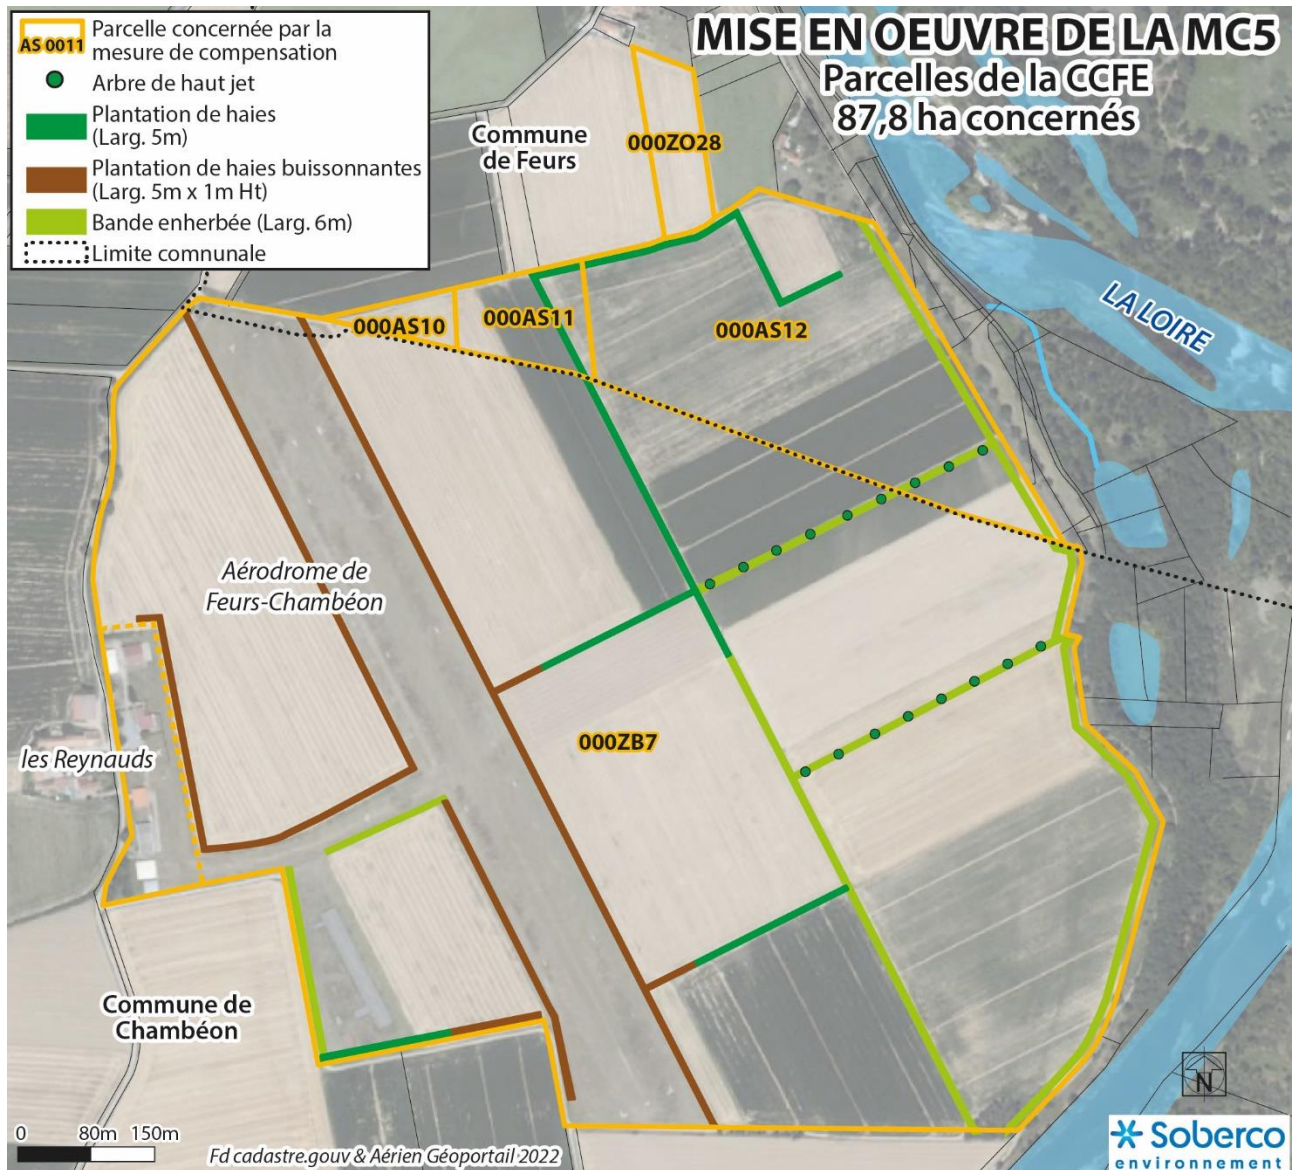 MISE EN OEUVRE DE LA MC5
Parcelles de la CCFE
87,8 ha concernés
AS 0011
Parcelle concernée par la
mesure de compensation
Arbre de haut jet
Plantation de haies
(Larg. 5m)
Plantation de haies buissonnantes
(Larg. 5m x 1m Ht)
Bande enherbée (Larg. 6m)
Limite communale
Commune
de Feurs
000ZO28
000AS10
000AS11
000AS12
LA LOIRE
Aérodrome de
Feurs-Chambéon
les Reynauds
000ZB7
Commune de
Chambéon
N
0 80m 150m
Fd cadastre.gouv & Aérien Géoportail 2022
Soberco
environnement